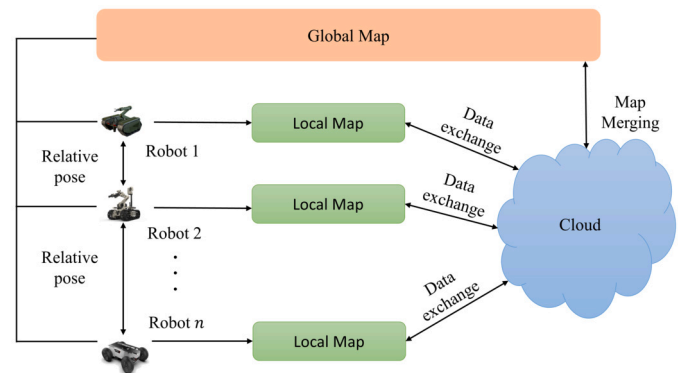 Global Map
Map
Merging
Local Map
Data
exchange
Robot 1
Relative
pose
Local Map
Data
exchange
Cloud
Robot 2
Relative
pose
Data
exchange
Robot n
Local Map